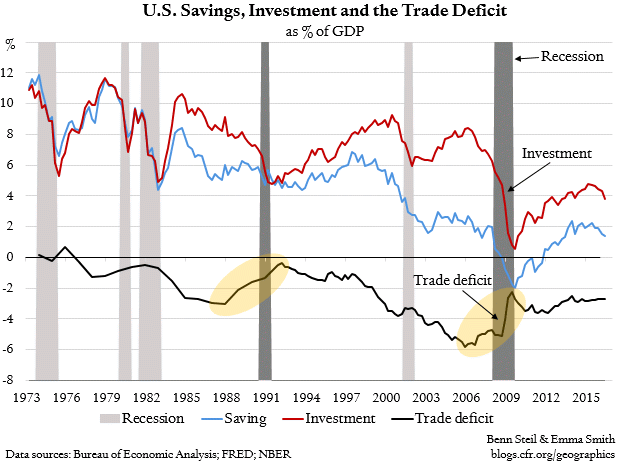 U.S. Savings, Investment and the Trade Deficit
as % of GDP
%
12
10
8
6
4
2
0
-2
-4
-6
-8
Recession
Investment
Trade deficit
1973 1976 1979 1982 1985 1988 1991 1994 1997 2000 2003 2006 2009 2012 2015
Recession Saving Investment Trade deficit
Benn Steil & Emma Smith
Data sources: Bureau of Economic Analysis; FRED; NBER
blogs.cfr.org/geographics